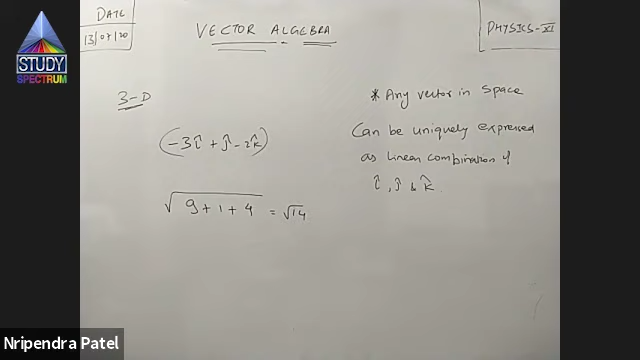 DATE
13/07/20
VECTOR ALGEBRA
PHYSICS-XI
STUDY
SPECTRUM
3-D
(-3î + ĵ - 2k̂)
√9+1+4 = √14
* Any vector in Space
Can be uniquely expressed
as linear combination of
î, ĵ & k̂.
Nripendra Patel